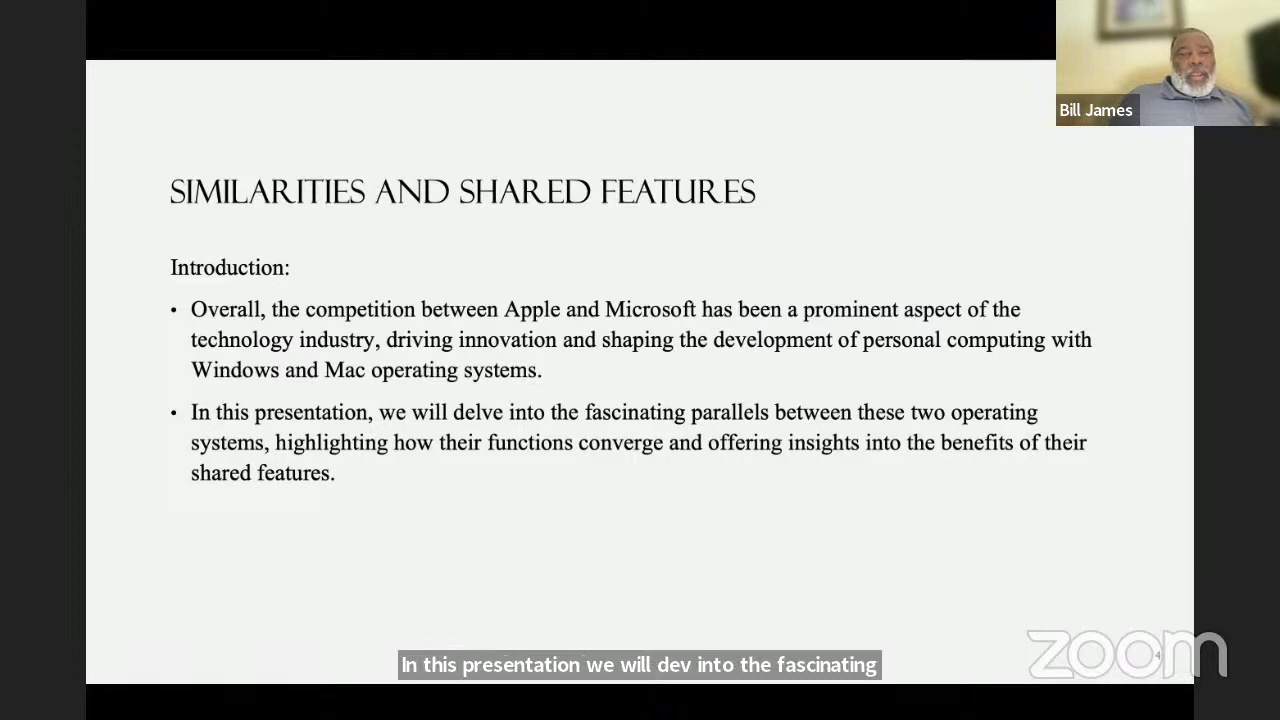 Bill James
SIMILARITIES AND SHARED FEATURES
Introduction:
• Overall, the competition between Apple and Microsoft has been a prominent aspect of the
technology industry, driving innovation and shaping the development of personal computing with
Windows and Mac operating systems.
• In this presentation, we will delve into the fascinating parallels between these two operating
systems, highlighting how their functions converge and offering insights into the benefits of their
shared features.
In this presentation we will dev into the fascinating
zoom
4